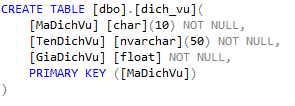 CREATE TABLE [dbo].[dich_vu](
[MaDichVu] [char](10) NOT NULL,
[TenDichVu] [nvarchar](50) NOT NULL,
[GiaDichVu] [float] NOT NULL,
PRIMARY KEY ([MaDichVu])
)